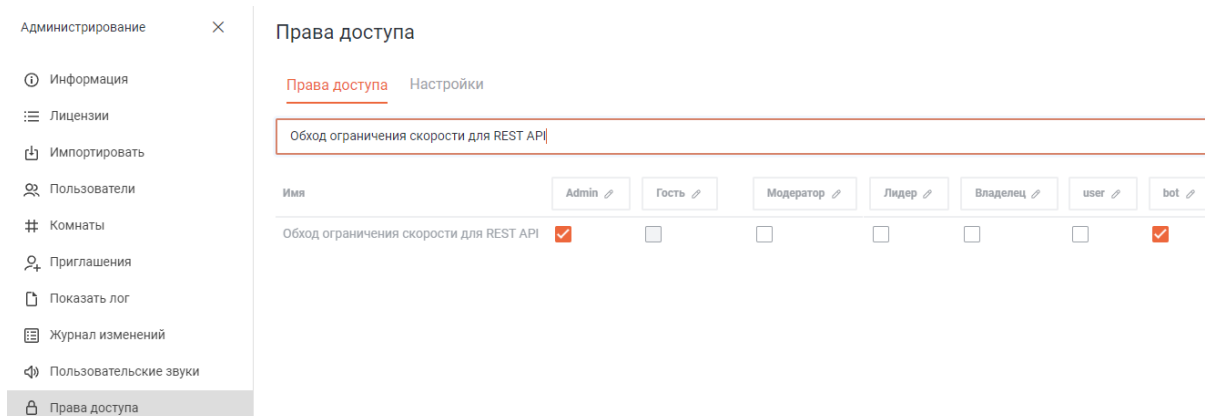 Администрирование
Информация
Лицензии
Импортировать
Пользователи
Комнаты
Приглашения
Показать лог
Журнал изменений
Пользовательские звуки
Права доступа
Права доступа
Права доступа Настройки
Обход ограничения скорости для REST API
Имя Admin Гость Модератор Лидер Владелец user bot
Обход ограничения скорости для REST API